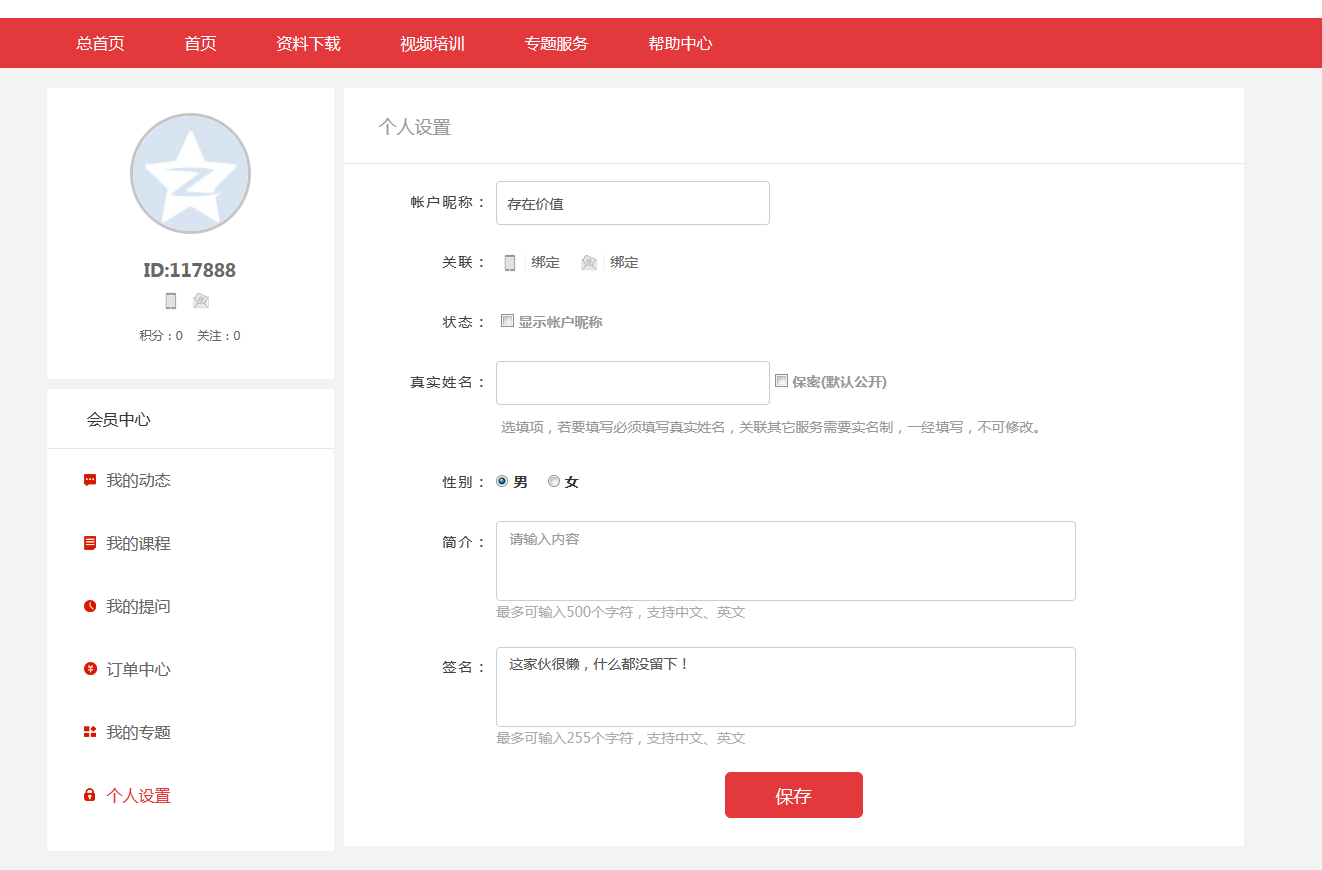 总首页 首页 资料下载 视频培训 专题服务 帮助中心
ID:117888
积分：0 关注：0
会员中心
我的动态
我的课程
我的提问
订单中心
我的专题
个人设置
个人设置
帐户昵称： 存在价值
关联： 绑定 绑定
状态： 显示帐户昵称
真实姓名： 保密(默认公开)
选填项，若要填写必须填写真实姓名，关联其它服务需要实名制，一经填写，不可修改。
性别： 男 女
简介： 请输入内容
最多可输入500个字符，支持中文、英文
签名： 这家伙很懒，什么都没留下！
最多可输入255个字符，支持中文、英文
保存